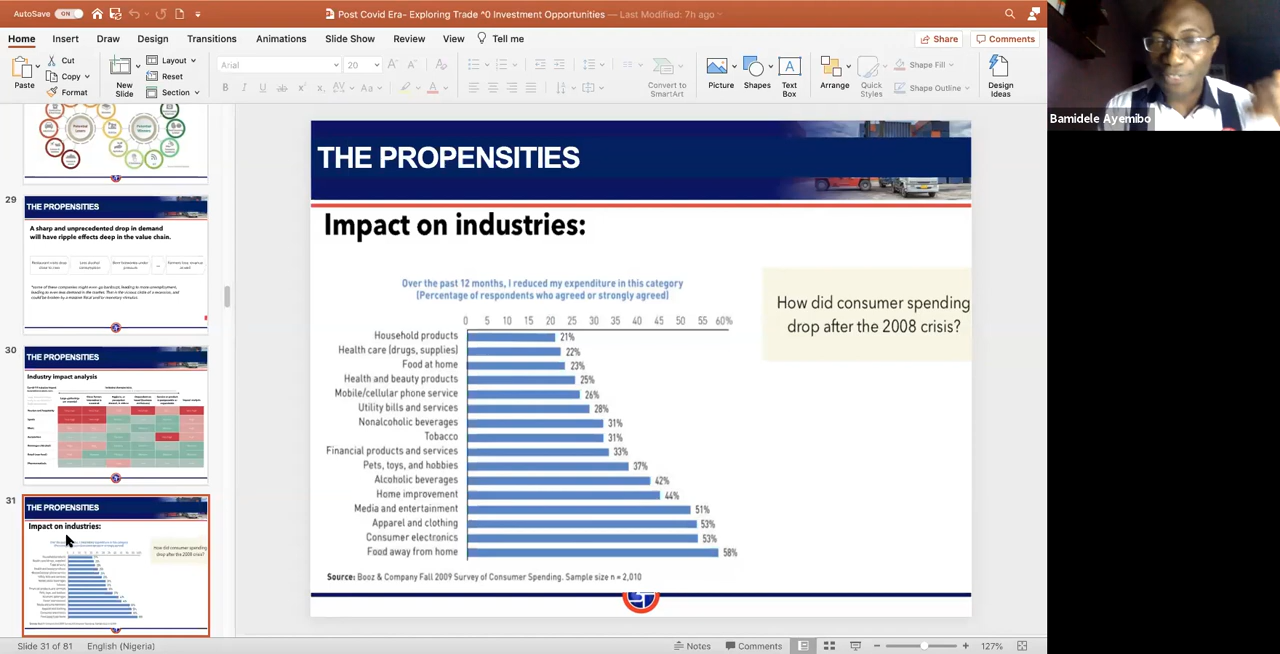 AutoSave ON
Post Covid Era- Exploring Trade ^0 Investment Opportunities — Last Modified: 7h ago
Home Insert Draw Design Transitions Animations Slide Show Review View Tell me
Share Comments
Paste
Cut
Copy
Format
New Slide
Layout
Reset
Section
Arial 20
B I U
Convert to SmartArt
Picture
Shapes
Text Box
Arrange
Quick Styles
Shape Fill
Shape Outline
Design Ideas
Bamidele Ayemibo
29
THE PROPENSITIES
A sharp and unprecedented drop in demand
will have ripple effects deep in the value chain.
30
THE PROPENSITIES
Industry impact analysis
31
THE PROPENSITIES
Impact on industries:
How did consumer spending
drop after the 2008 crisis?
THE PROPENSITIES
Impact on industries:
Over the past 12 months, I reduced my expenditure in this category
(Percentage of respondents who agreed or strongly agreed)
0 5 10 15 20 25 30 35 40 45 50 55 60%
Household products 21%
Health care (drugs, supplies) 22%
Food at home 23%
Health and beauty products 25%
Mobile/cellular phone service 26%
Utility bills and services 28%
Nonalcoholic beverages 31%
Tobacco 31%
Financial products and services 33%
Pets, toys, and hobbies 37%
Alcoholic beverages 42%
Home improvement 44%
Media and entertainment 51%
Apparel and clothing 53%
Consumer electronics 53%
Food away from home 58%
Source: Booz & Company Fall 2009 Survey of Consumer Spending. Sample size n = 2,010
How did consumer spending
drop after the 2008 crisis?
Slide 31 of 81 English (Nigeria)
Notes Comments 127%